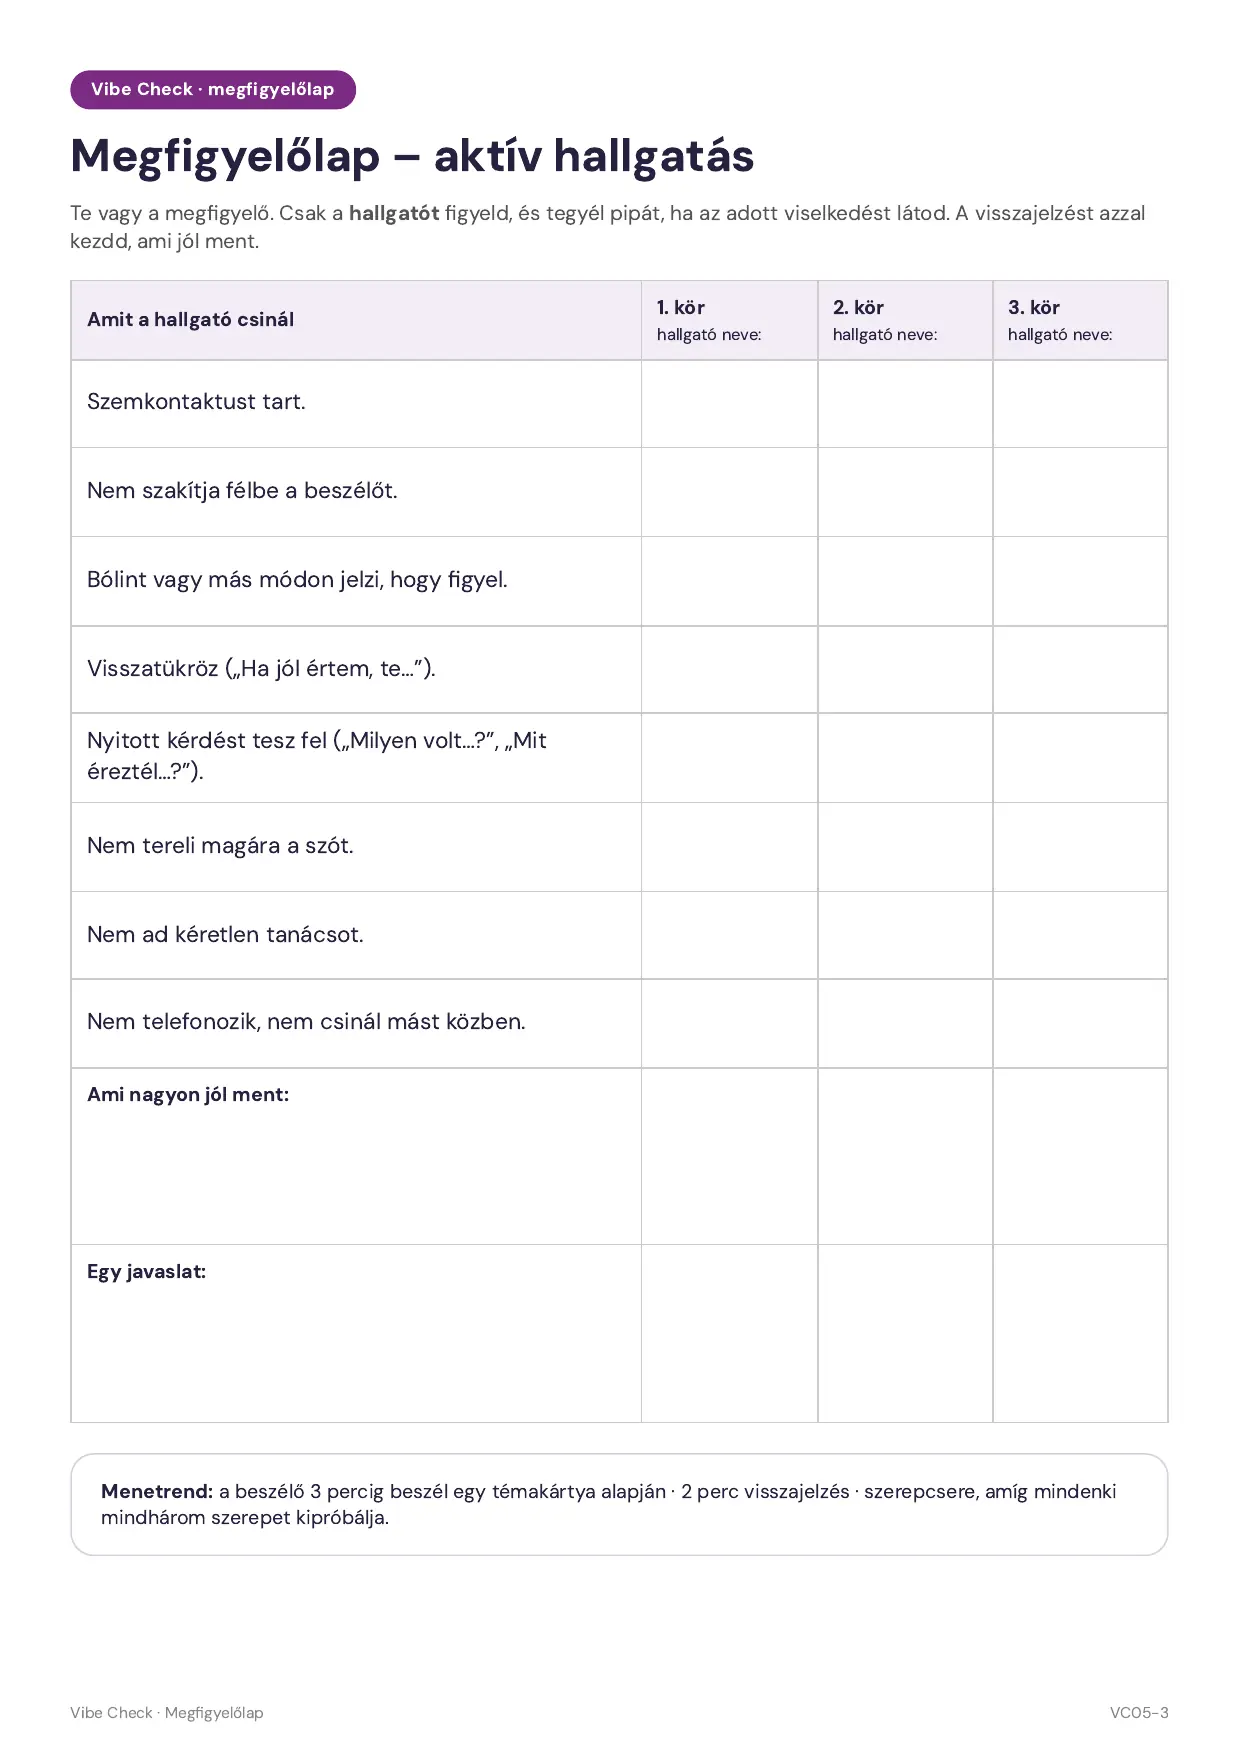 Vibe Check · megfigyelőlap
Megfigyelőlap – aktív hallgatás
Te vagy a megfigyelő. Csak a hallgatót figyeld, és tegyél pipát, ha az adott viselkedést látod. A visszajelzést azzal
kezdd, ami jól ment.
Amit a hallgató csinál
1. kör
hallgató neve:
2. kör
hallgató neve:
3. kör
hallgató neve:
Szemkontaktust tart.
Nem szakítja félbe a beszélőt.
Bólint vagy más módon jelzi, hogy figyel.
Visszatükröz („Ha jól értem, te…”).
Nyitott kérdést tesz fel („Milyen volt…?”, „Mit
éreztél…?”).
Nem tereli magára a szót.
Nem ad kéretlen tanácsot.
Nem telefonozik, nem csinál mást közben.
Ami nagyon jól ment:
Egy javaslat:
Menetrend: a beszélő 3 percig beszél egy témakártya alapján · 2 perc visszajelzés · szerepcsere, amíg mindenki
mindhárom szerepet kipróbálja.
Vibe Check · Megfigyelőlap
VC05-3